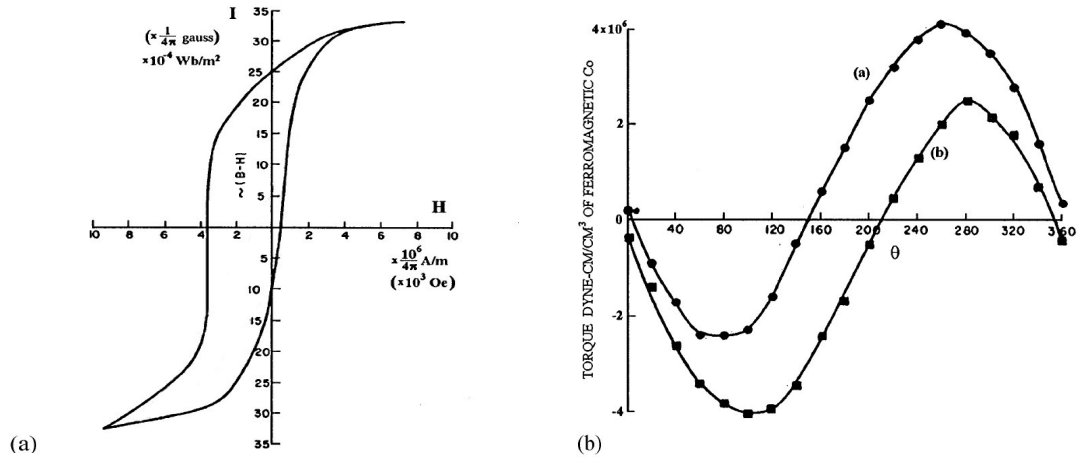 I
(× 1/4π gauss)
×10⁻⁴ Wb/m²
35
30
25
20
15
10
5
~(B-H)
H
10 8 6 4 2 0 2 4 6 8 10
× 10⁶/4π A/m
(×10³ Oe)
5
10
15
20
25
30
35
(a)
TORQUE DYNE-CM/CM³ OF FERROMAGNETIC Co
4×10⁶
2
0
-2
-4
(a)
(b)
40 80 120 160 200 240 280 320 360
θ
(b)